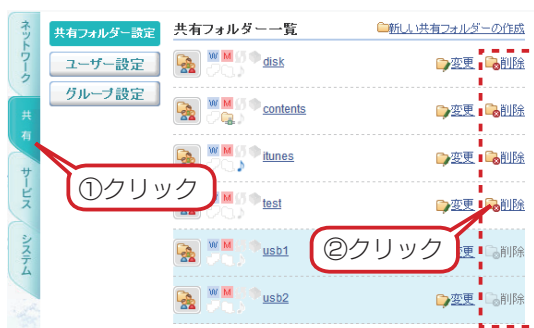 ネットワーク
共有
サービス
システム
共有フォルダー設定
ユーザー設定
グループ設定
共有フォルダー一覧
新しい共有フォルダーの作成
W M disk 変更 削除
W M contents 変更 削除
W M itunes 変更 削除
W M test 変更 削除
W M usb1 更 削除
W M usb2 変更 削除
①クリック
②クリック